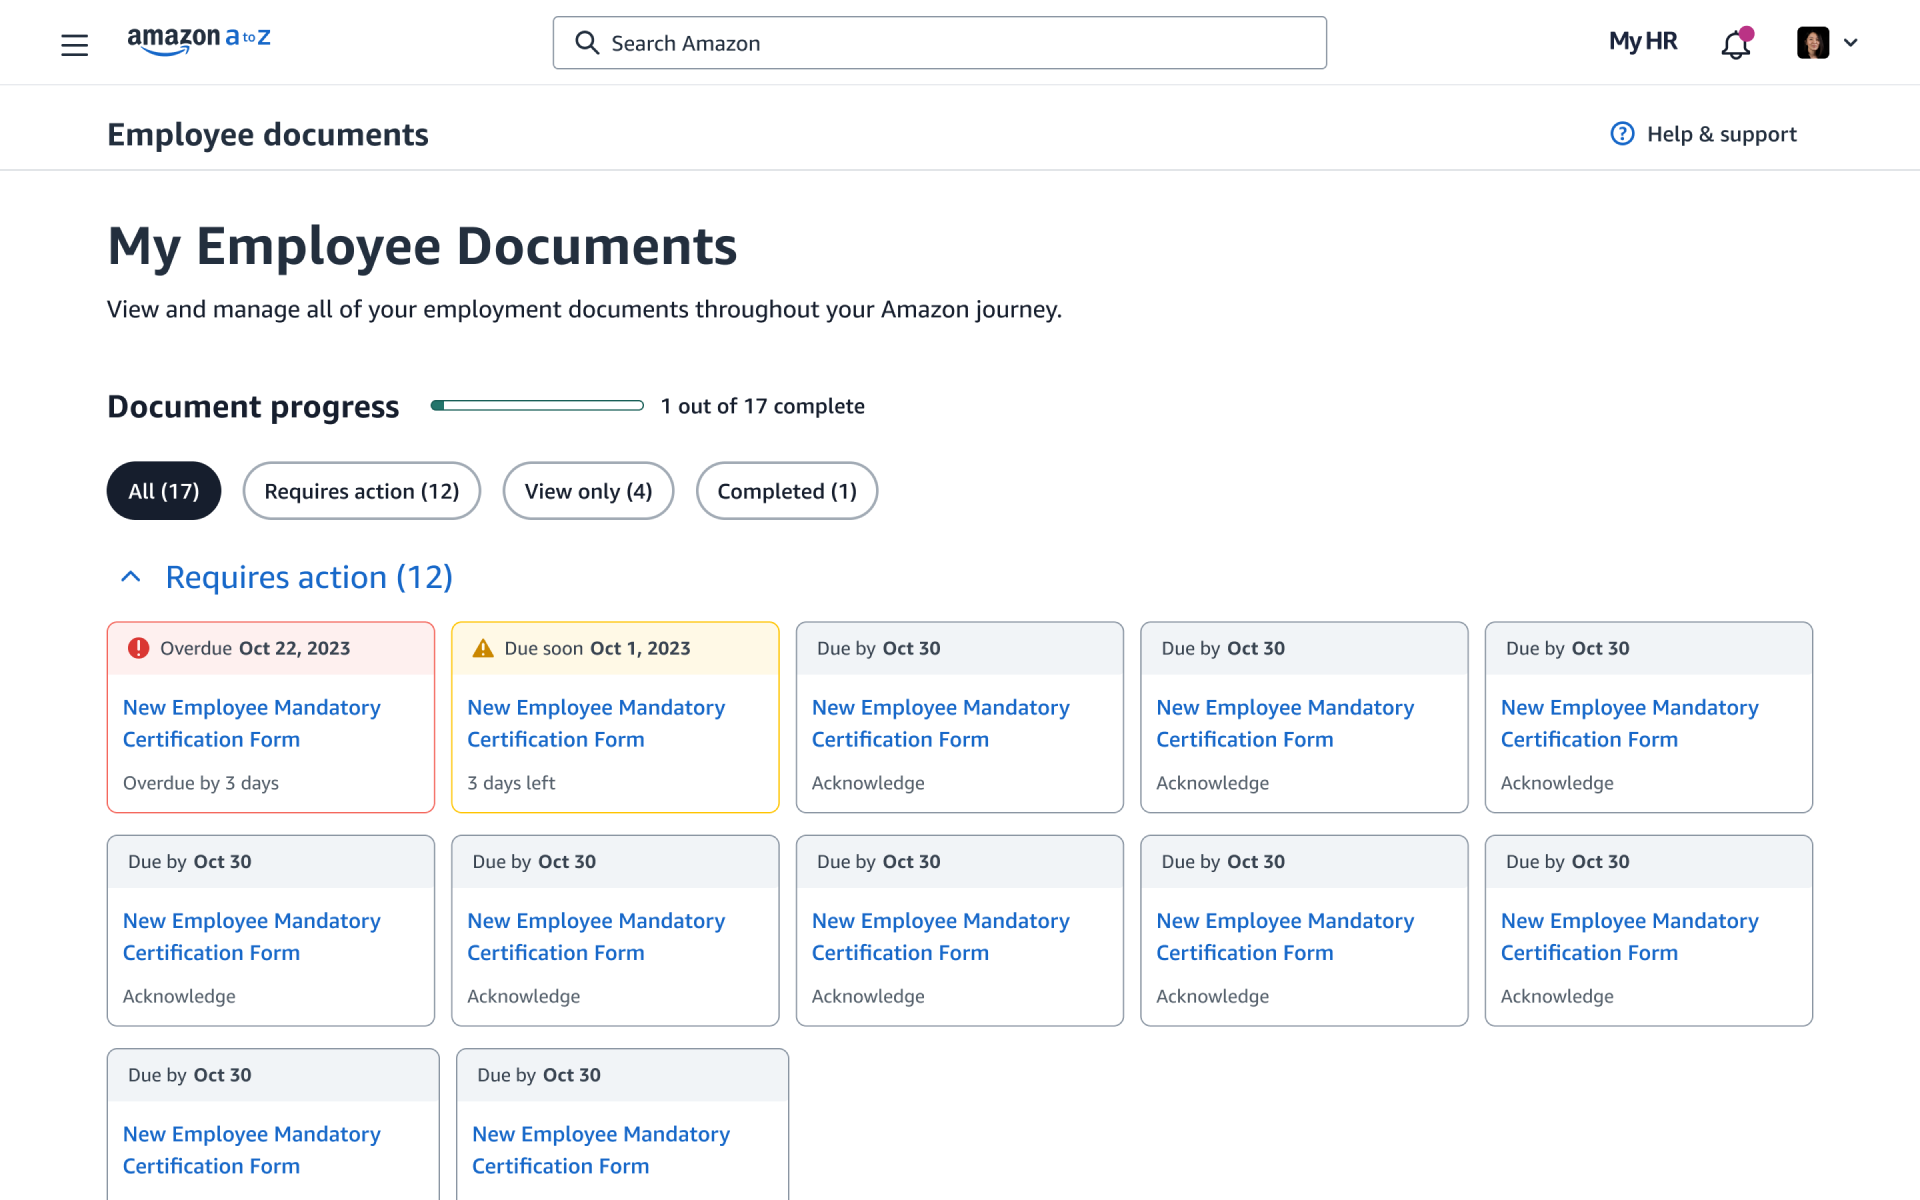 amazon a to z
Search Amazon
My HR
Employee documents
Help & support
My Employee Documents
View and manage all of your employment documents throughout your Amazon journey.
Document progress
1 out of 17 complete
All (17)
Requires action (12)
View only (4)
Completed (1)
Requires action (12)
Overdue Oct 22, 2023
New Employee Mandatory
Certification Form
Overdue by 3 days
Due soon Oct 1, 2023
New Employee Mandatory
Certification Form
3 days left
Due by Oct 30
New Employee Mandatory
Certification Form
Acknowledge
Due by Oct 30
New Employee Mandatory
Certification Form
Acknowledge
Due by Oct 30
New Employee Mandatory
Certification Form
Acknowledge
Due by Oct 30
New Employee Mandatory
Certification Form
Acknowledge
Due by Oct 30
New Employee Mandatory
Certification Form
Acknowledge
Due by Oct 30
New Employee Mandatory
Certification Form
Acknowledge
Due by Oct 30
New Employee Mandatory
Certification Form
Acknowledge
Due by Oct 30
New Employee Mandatory
Certification Form
Acknowledge
Due by Oct 30
New Employee Mandatory
Certification Form
Due by Oct 30
New Employee Mandatory
Certification Form